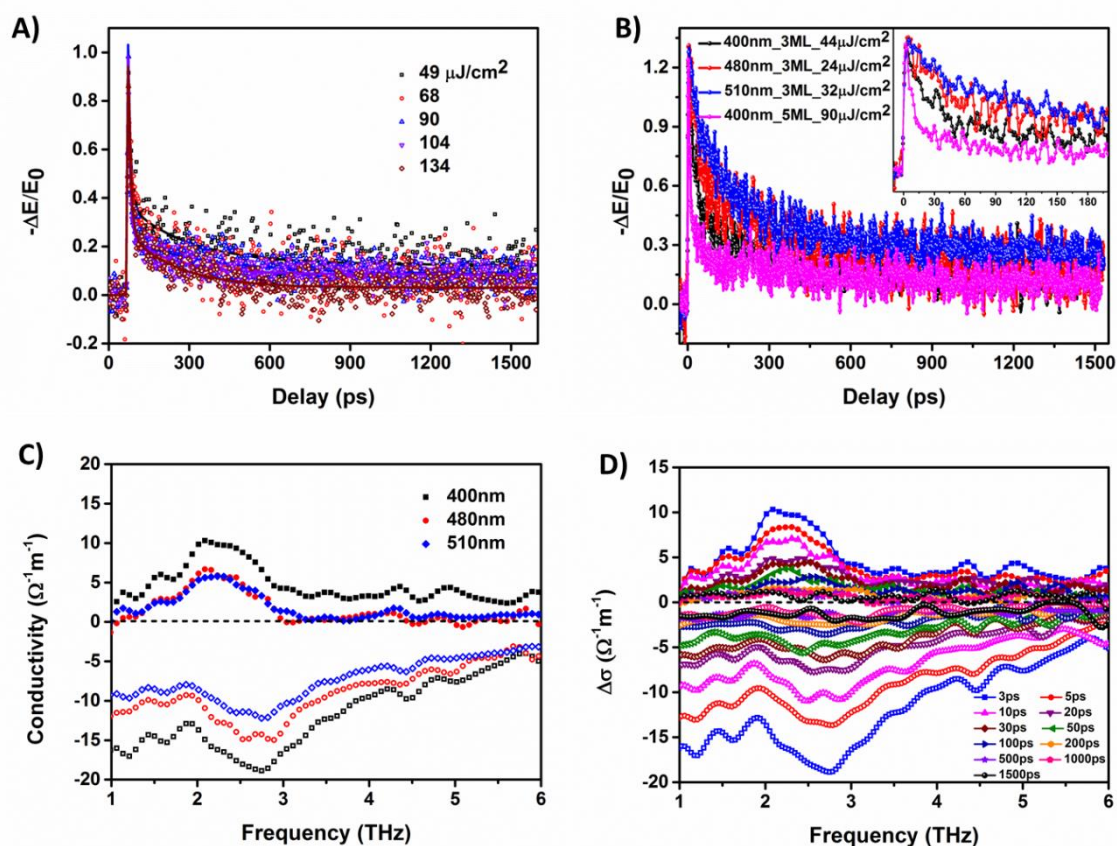 A)
1.0
0.8
0.6
0.4
0.2
0.0
-0.2
-ΔE/E0
49 μJ/cm2
68
90
104
134
0 300 600 900 1200 1500
Delay (ps)
B)
1.2
0.9
0.6
0.3
0.0
-ΔE/E0
400nm_3ML_44μJ/cm2
480nm_3ML_24μJ/cm2
510nm_3ML_32μJ/cm2
400nm_5ML_90μJ/cm2
0 30 60 90 120 150 180
0 300 600 900 1200 1500
Delay (ps)
C)
20
15
10
5
0
-5
-10
-15
-20
Conductivity (Ω-1m-1)
400nm
480nm
510nm
1 2 3 4 5 6
Frequency (THz)
D)
15
10
5
0
-5
-10
-15
-20
Δσ (Ω-1m-1)
3ps 5ps
10ps 20ps
30ps 50ps
100ps 200ps
500ps 1000ps
1500ps
1 2 3 4 5 6
Frequency (THz)